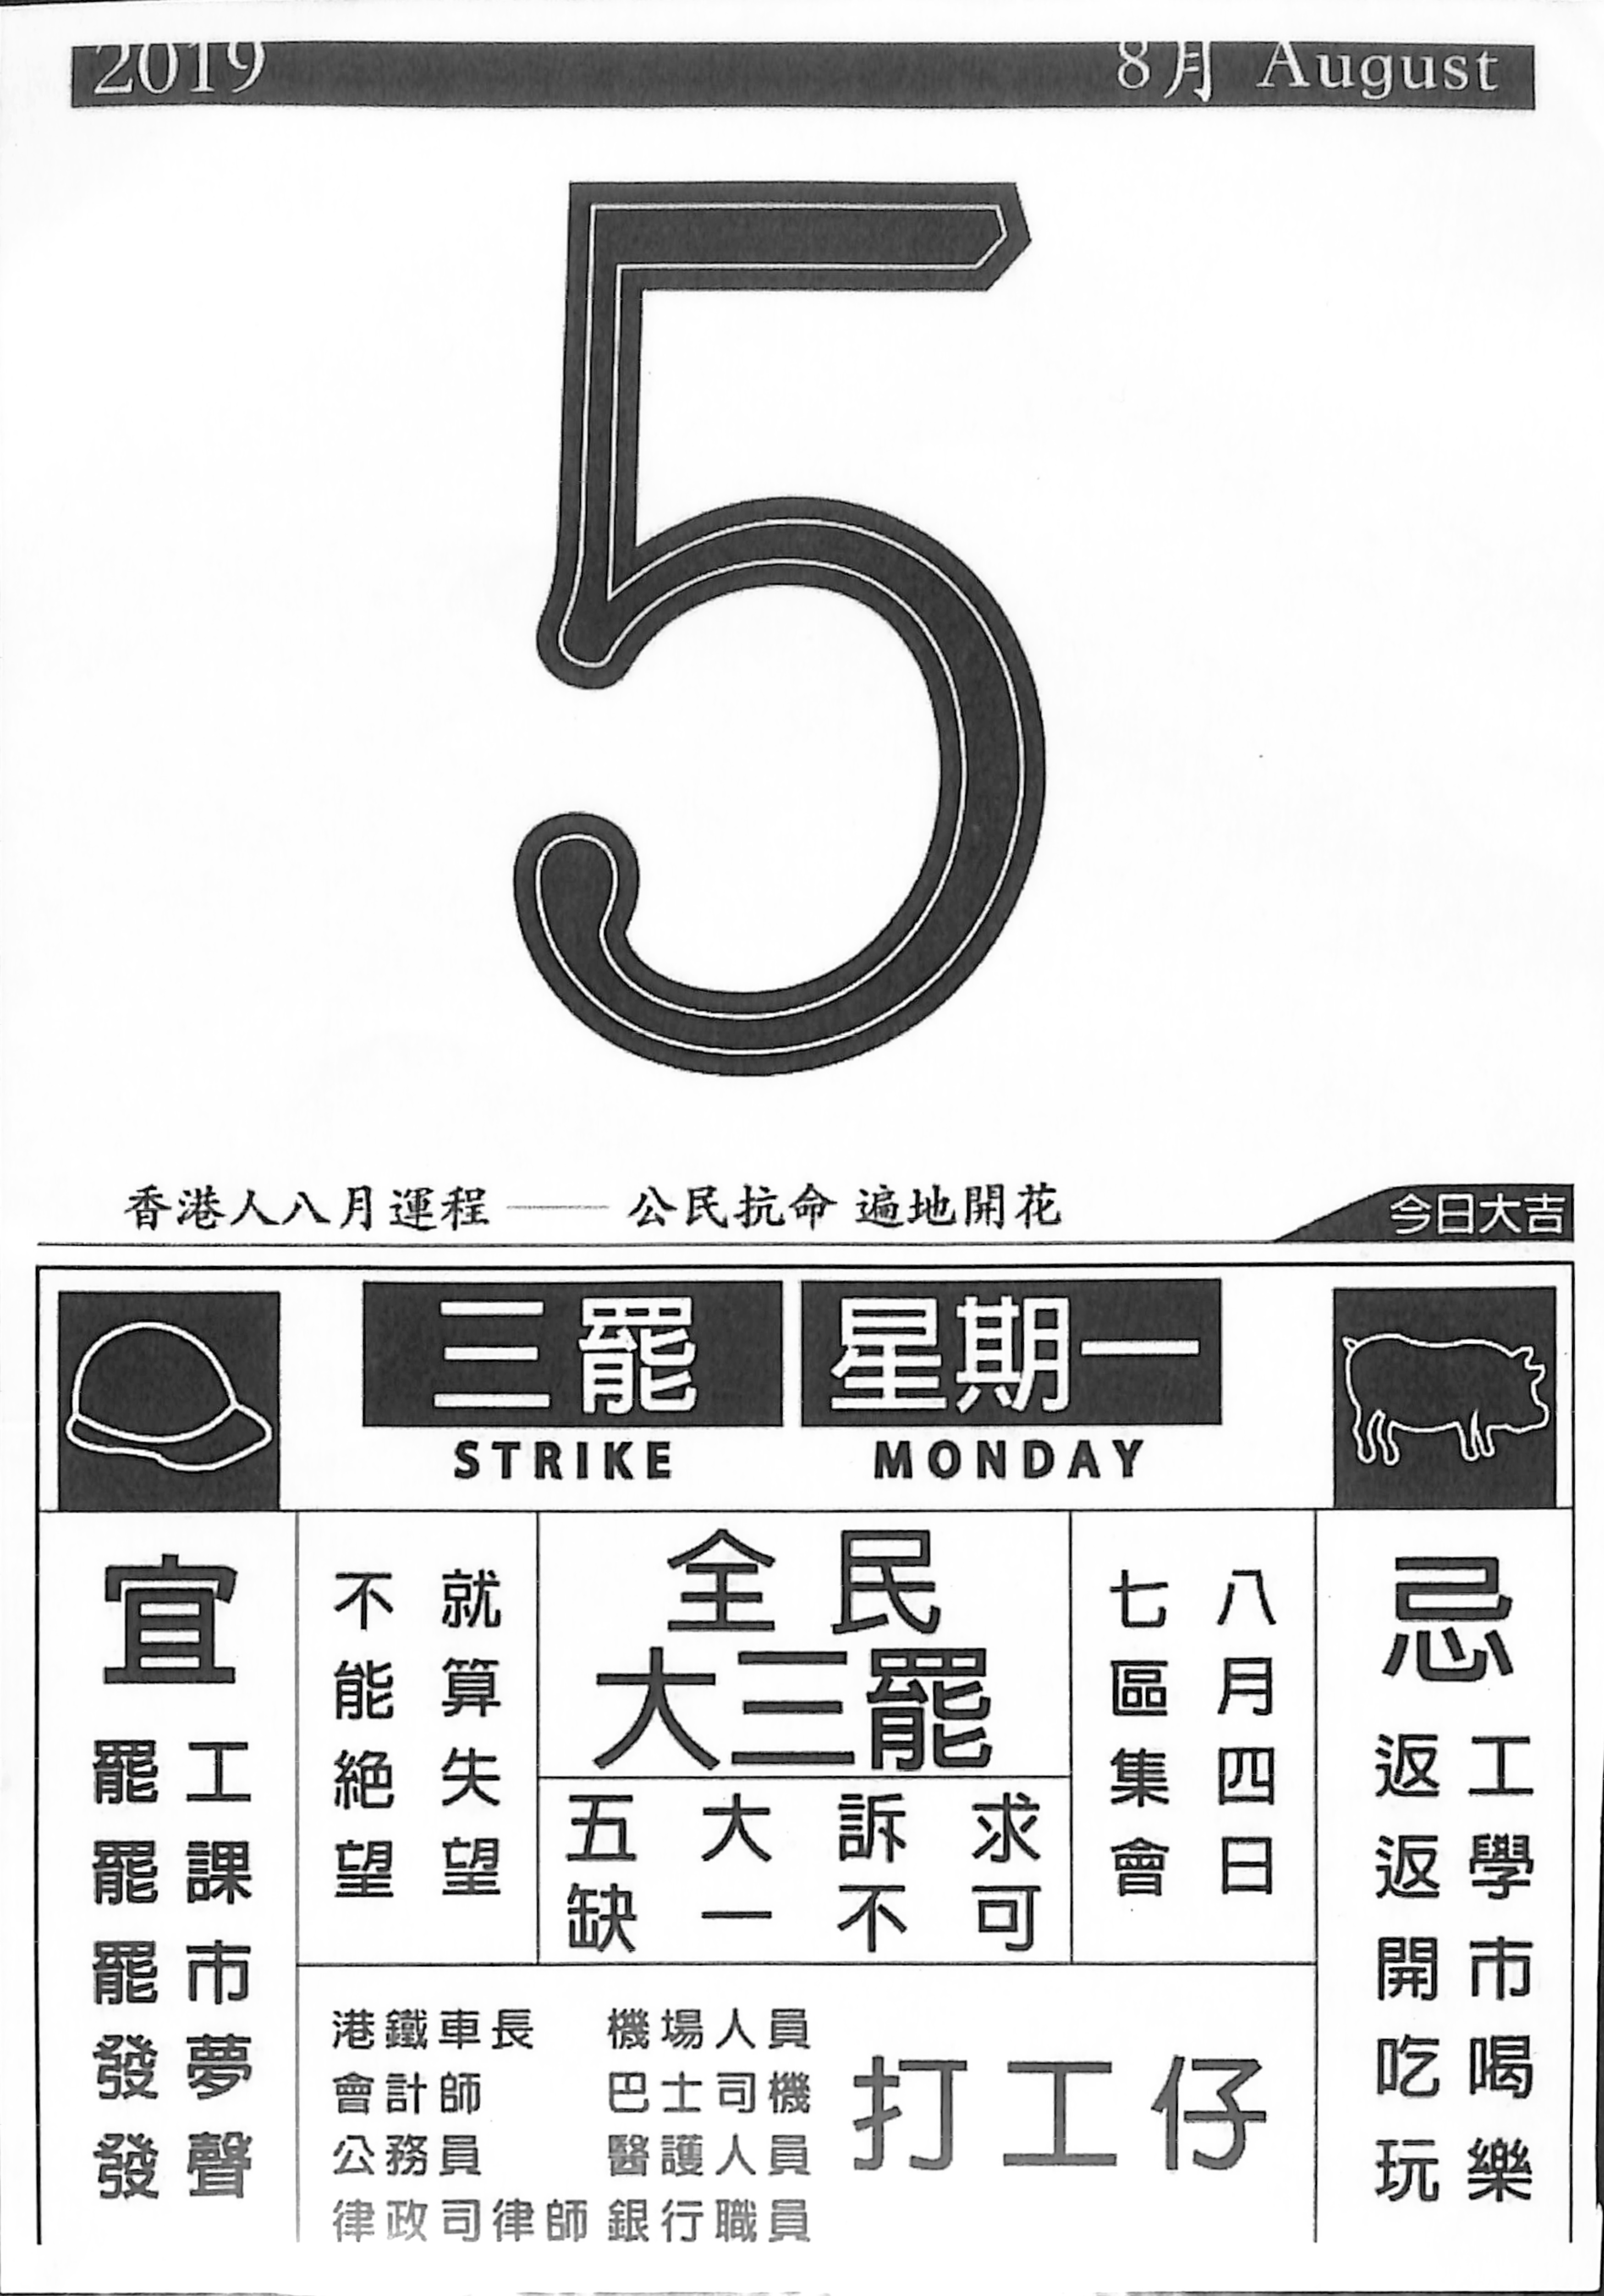 2019 8月 August
5
香港人八月運程 —— 公民抗命 遍地開花
今日大吉
三罷 星期一
STRIKE MONDAY
宜
罷工
罷課
罷市
發夢
發聲
就算失望
不能絕望
全民
大三罷
五大訴求
缺一不可
八月四日
七區集會
忌
返工
返學
開市
吃喝
玩樂
港鐵車長 機場人員
會計師 巴士司機
公務員 醫護人員
律政司律師 銀行職員
打工仔